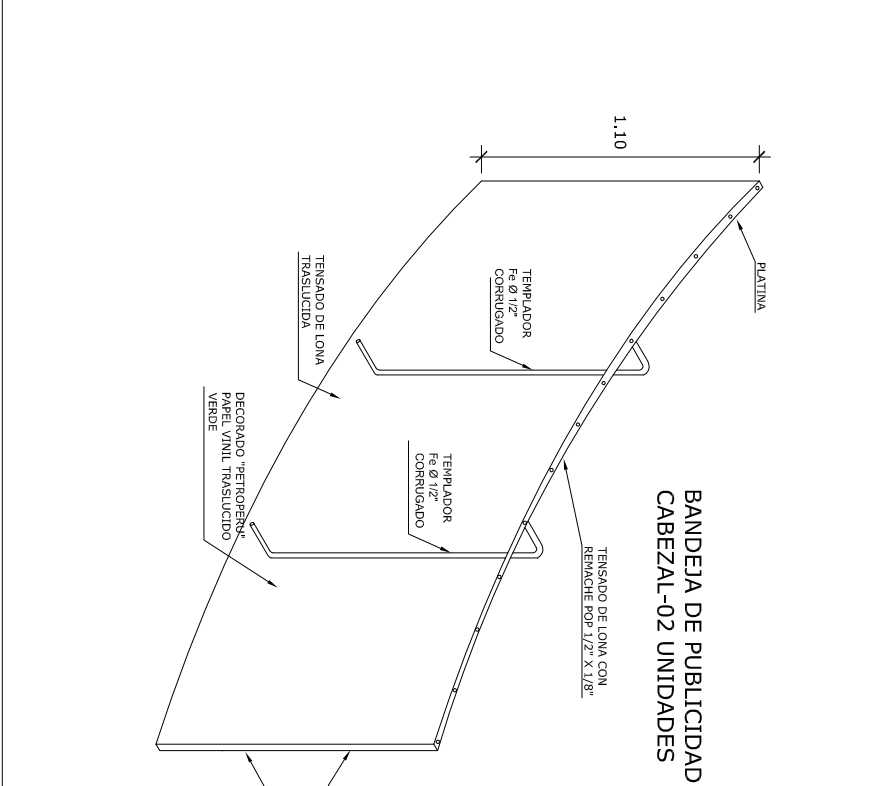 1.10
PLATINA
TEMPLADOR
Fe Ø 1/2"
CORRUGADO
TENSADO DE LONA
TRASLUCIDA
DECORADO "PETROPERU"
PAPEL VINIL TRASLUCIDO
VERDE
TEMPLADOR
Fe Ø 1/2"
CORRUGADO
TENSADO DE LONA CON
REMACHE POP 1/2" X 1/8"
BANDEJA DE PUBLICIDAD
CABEZAL-02 UNIDADES